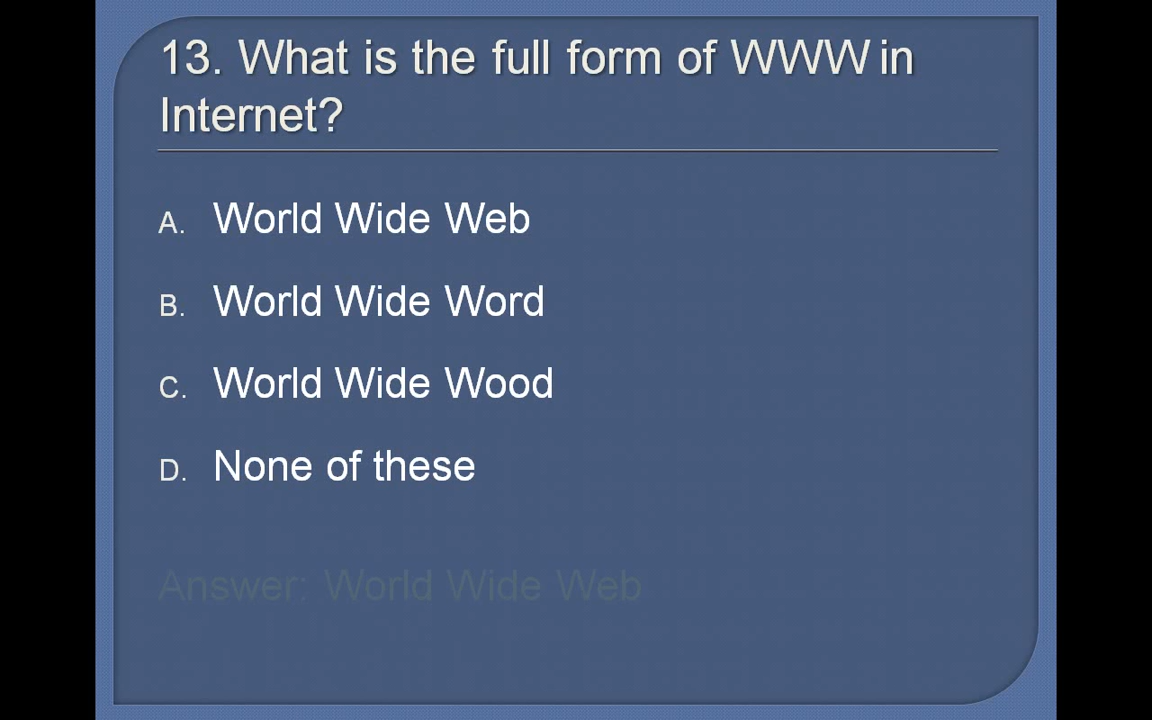 13. What is the full form of WWW in
Internet?
A. World Wide Web
B. World Wide Word
C. World Wide Wood
D. None of these
Answer: World Wide Web